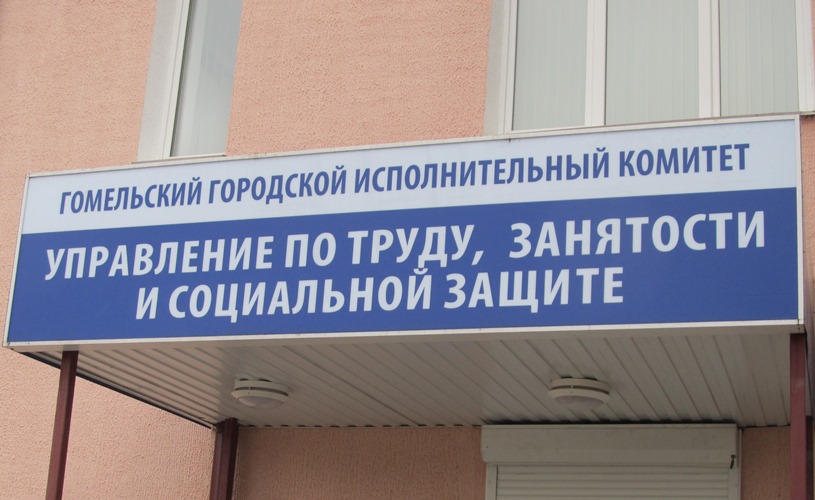 ГОМЕЛЬСКИЙ ГОРОДСКОЙ ИСПОЛНИТЕЛЬНЫЙ КОМИТЕТ
УПРАВЛЕНИЕ ПО ТРУДУ, ЗАНЯТОСТИ
И СОЦИАЛЬНОЙ ЗАЩИТЕ